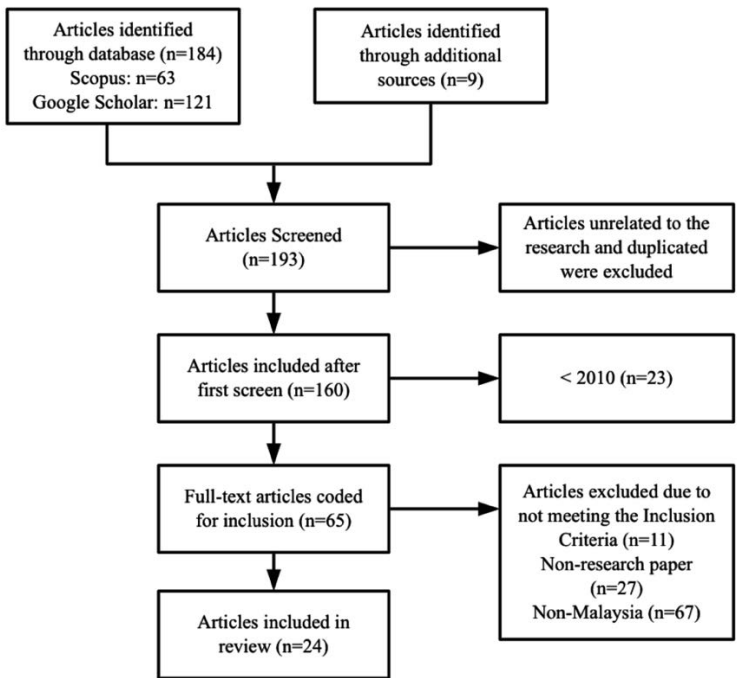 Articles identified
through database (n=184)
Scopus: n=63
Google Scholar: n=121
Articles identified
through additional
sources (n=9)
Articles Screened
(n=193)
Articles unrelated to the
research and duplicated
were excluded
Articles included after
first screen (n=160)
< 2010 (n=23)
Full-text articles coded
for inclusion (n=65)
Articles excluded due to
not meeting the Inclusion
Criteria (n=11)
Non-research paper
(n=27)
Non-Malaysia (n=67)
Articles included in
review (n=24)